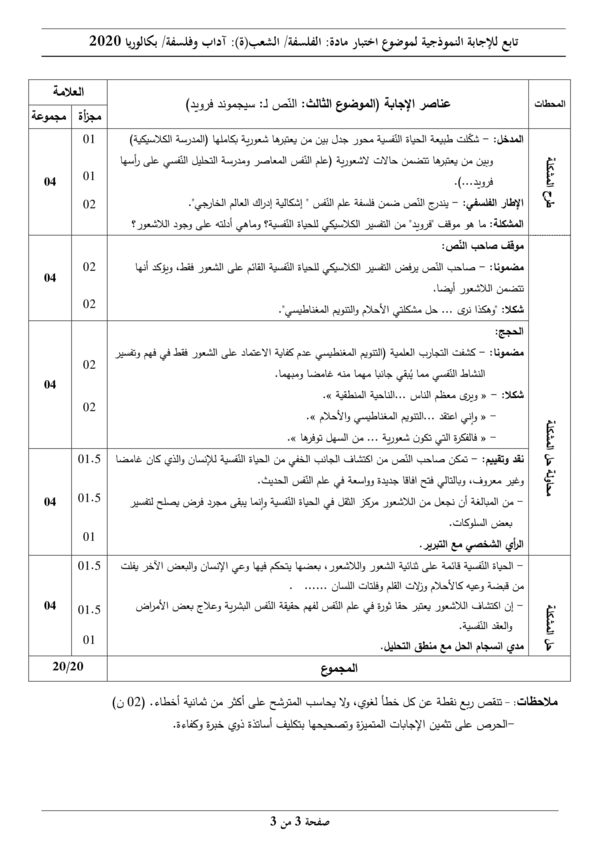 تابع للإجابة النموذجية لموضوع اختبار مادة: الفلسفة/ الشعب(ة): آداب وفلسفة/ بكالوريا 2020
المحطات
عناصر الإجابة (الموضوع الثالث: النّص لـ: سيجموند فرويد)
العلامة
مجزأة مجموعة
طرح المشكلة
المدخل: - شكّلت طبيعة الحياة النّفسية محور جدل بين من يعتبرها شعورية بكاملها (المدرسة الكلاسيكية) 01
وبين من يعتبرها تتضمن حالات لاشعورية (علم النّفس المعاصر ومدرسة التحليل النّفسي على رأسها
فرويد...). 01
الإطار الفلسفي: - يندرج النّص ضمن فلسفة علم النّفس " إشكالية إدراك العالم الخارجي". 02
المشكلة: ما هو موقف "فرويد" من التفسير الكلاسيكي للحياة النّفسية؟ وماهي أدلته على وجود اللاشعور؟
04
محاولة حل المشكلة
موقف صاحب النّص:
مضمونا: - صاحب النّص يرفض التفسير الكلاسيكي للحياة النّفسية القائم على الشعور فقط، ويؤكد أنها 02
تتضمن اللاشعور أيضا.
شكلا: "وهكذا نرى ... حل مشكلتي الأحلام والتنويم المغناطيسي". 02
04
الحجج:
مضمونا: - كشفت التجارب العلمية (التنويم المغنطيسي عدم كفاية الاعتماد على الشعور فقط في فهم وتفسير 02
النشاط النّفسي مما يُبقي جانبا مهما منه غامضا ومبهما.
شكلا: - « ويرى معظم الناس ...الناحية المنطقية ». 02
- « وإني اعتقد ...التنويم المغناطيسي والأحلام ».
- « فالفكرة التي تكون شعورية ... من السهل توفرها ».
04
نقد وتقييم: - تمكن صاحب النّص من اكتشاف الجانب الخفي من الحياة النّفسية للإنسان والذي كان غامضا 01.5
وغير معروف، وبالتالي فتح افاقا جديدة وواسعة في علم النّفس الحديث.
- من المبالغة أن نجعل من اللاشعور مركز الثقل في الحياة النّفسية وإنما يبقى مجرد فرض يصلح لتفسير 01.5
بعض السلوكات.
الرأي الشخصي مع التبرير. 01
04
حل المشكلة
- الحياة النّفسية قائمة على ثنائية الشعور واللاشعور، بعضها يتحكم فيها وعي الإنسان والبعض الآخر يفلت 01.5
من قبضة وعيه كالأحلام وزلات القلم وفلتات اللسان ...... .
- إن اكتشاف اللاشعور يعتبر حقا ثورة في علم النّفس لفهم حقيقة النّفس البشرية وعلاج بعض الأمراض 01.5
والعقد النّفسية.
مدي انسجام الحل مع منطق التحليل. 01
04
المجموع 20/20
ملاحظات: - تنقص ربع نقطة عن كل خطأ لغوي، ولا يحاسب المترشح على أكثر من ثمانية أخطاء. (02 ن)
-الحرص على تثمين الإجابات المتميزة وتصحيحها بتكليف أساتذة ذوي خبرة وكفاءة.
صفحة 3 من 3